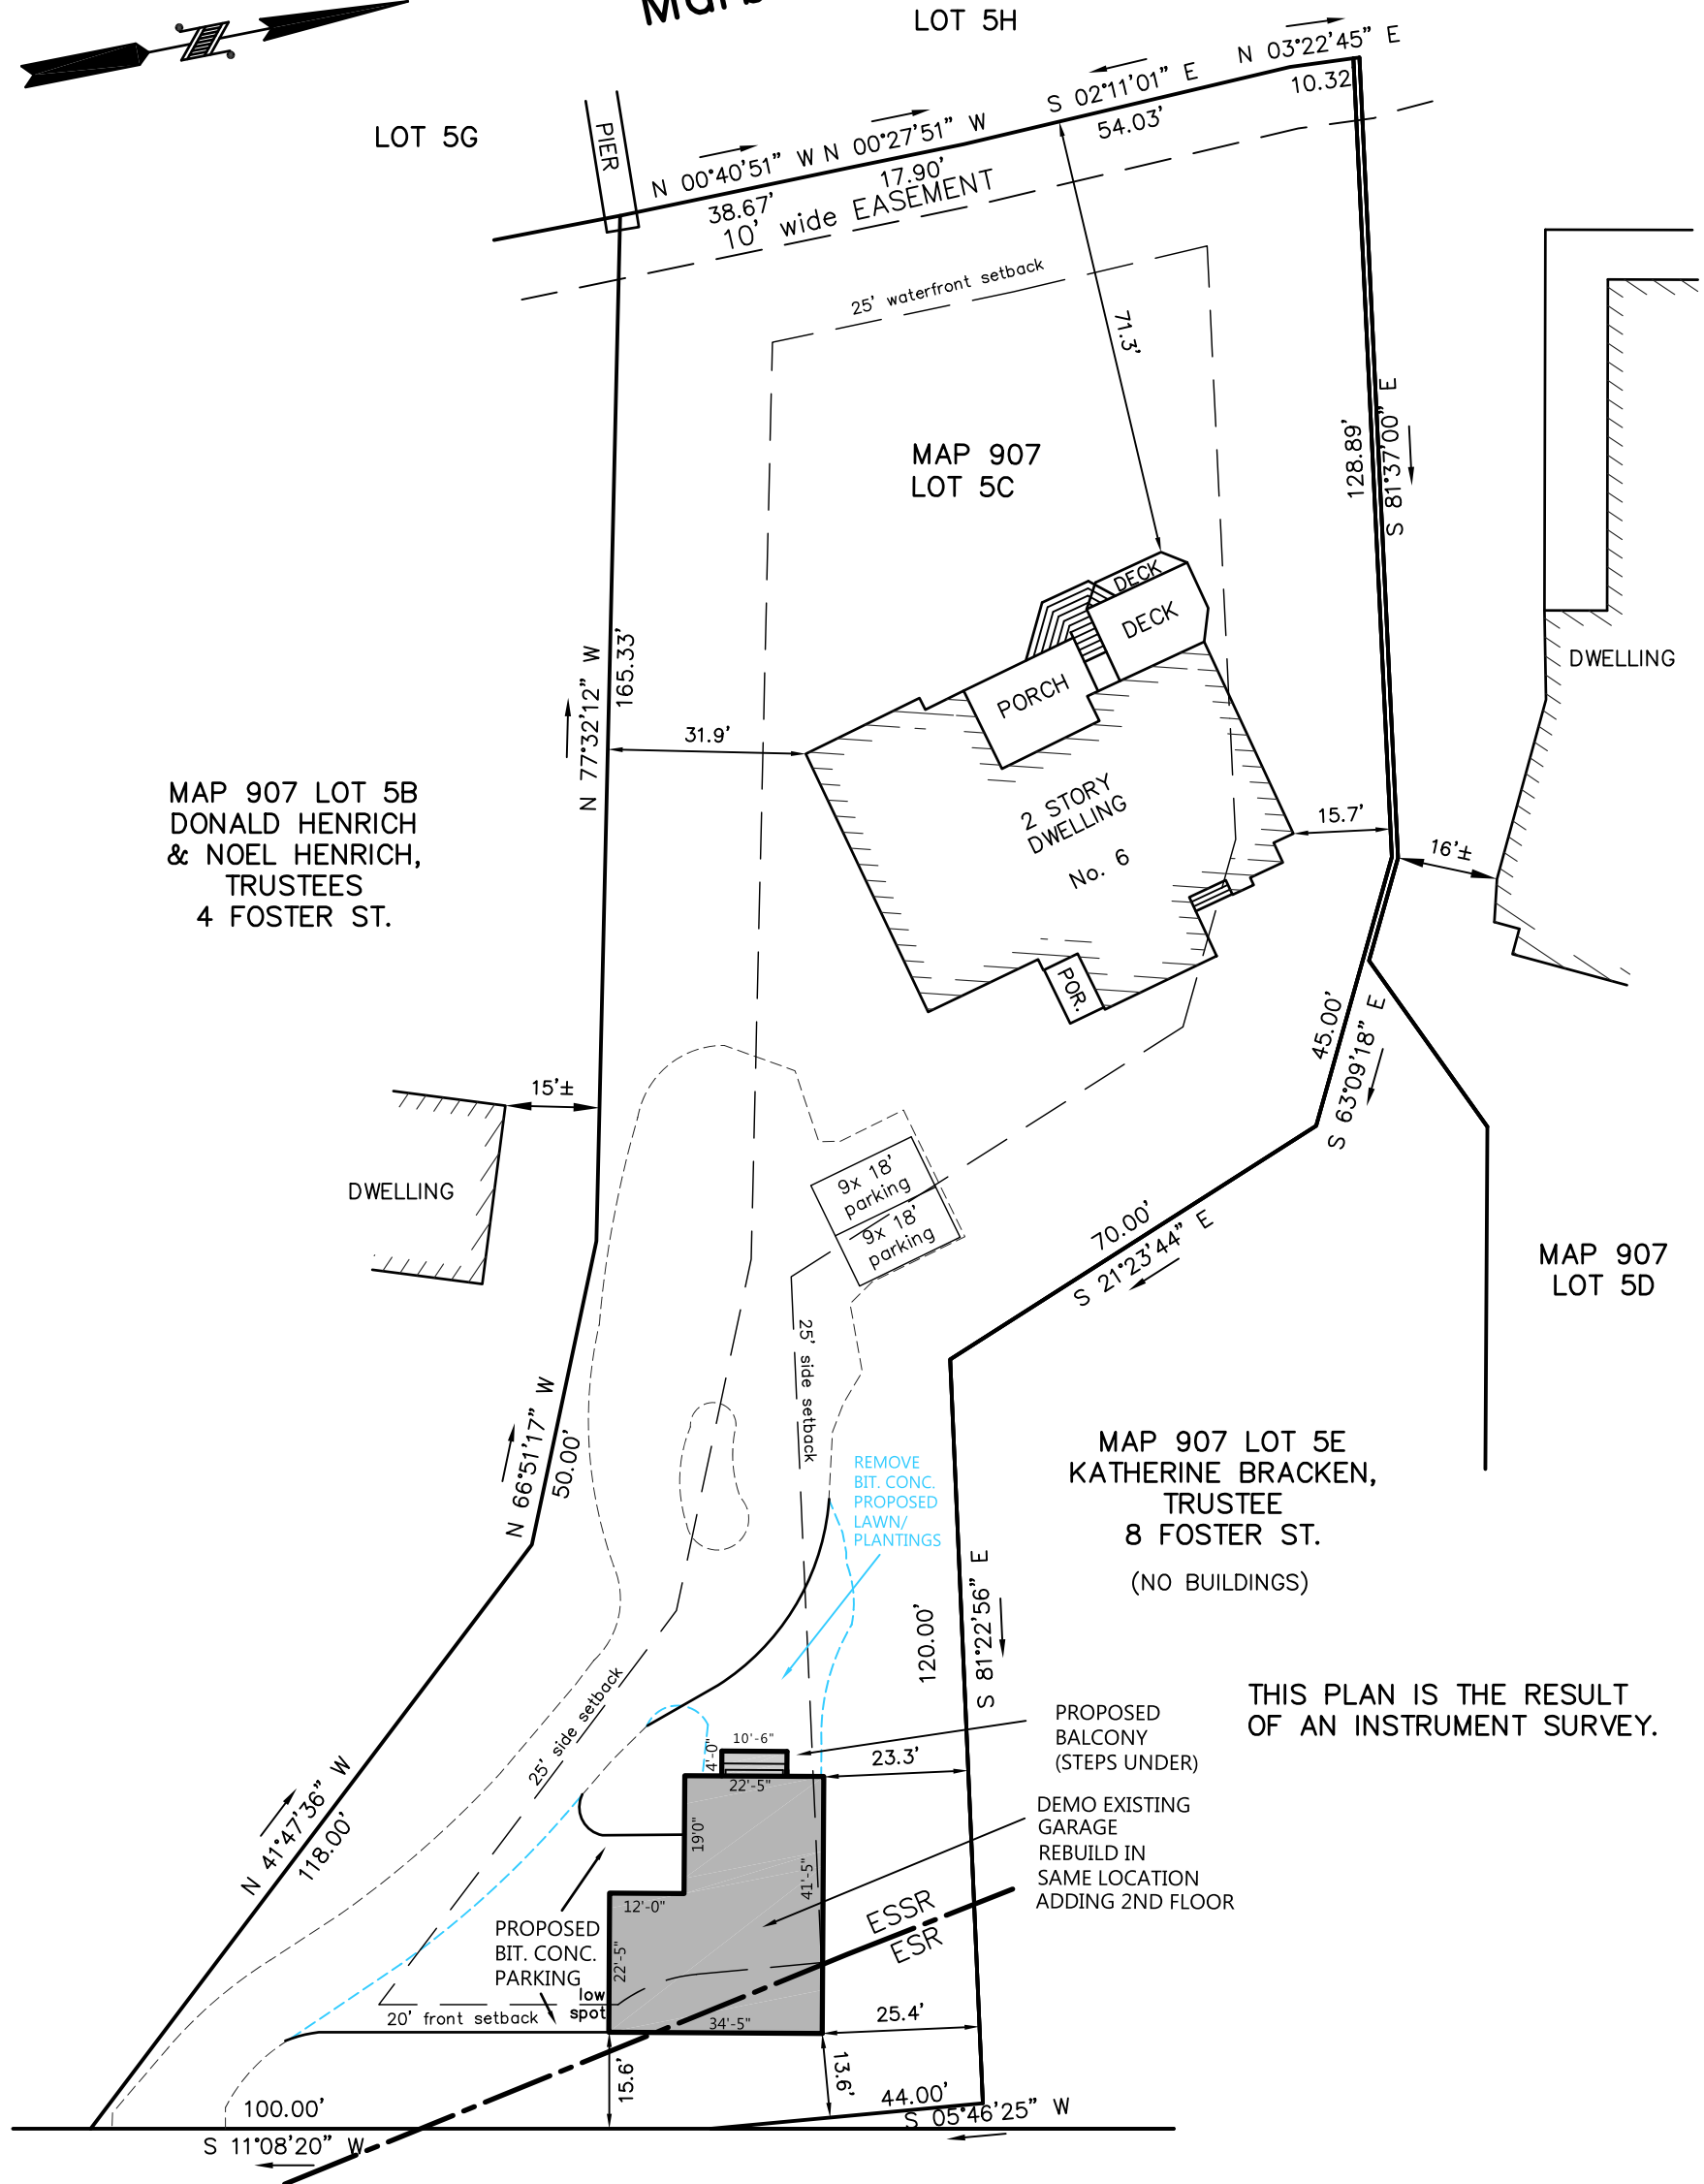 LOT 5H
N 03°22'45" E
10.32
S 02°11'01" E
54.03'
N 00°27'51" W
17.90'
N 00°40'51" W
38.67'
10' wide EASEMENT
LOT 5G
PIER
25' waterfront setback
71.3'
MAP 907
LOT 5C
128.89'
S 81°37'00" E
DECK
DECK
PORCH
DWELLING
N 77°32'12" W
165.33'
31.9'
2 STORY
DWELLING
No. 6
15.7'
16'±
MAP 907 LOT 5B
DONALD HENRICH
& NOEL HENRICH,
TRUSTEES
4 FOSTER ST.
POR.
45.00'
S 63°09'18" E
15'±
DWELLING
9x 18'
parking
9x 18'
parking
70.00'
S 21°23'44" E
MAP 907
LOT 5D
25' side setback
N 66°51'17" W
50.00'
REMOVE
BIT. CONC.
PROPOSED
LAWN/
PLANTINGS
MAP 907 LOT 5E
KATHERINE BRACKEN,
TRUSTEE
8 FOSTER ST.
(NO BUILDINGS)
120.00'
S 81°22'56" E
THIS PLAN IS THE RESULT
OF AN INSTRUMENT SURVEY.
25' side setback
PROPOSED
BALCONY
(STEPS UNDER)
10'-6"
4'-0"
22'-5"
23.3'
N 41°47'36" W
118.00'
19'0"
41'-5"
DEMO EXISTING
GARAGE
REBUILD IN
SAME LOCATION
ADDING 2ND FLOOR
12'-0"
22'-5"
ESSR
ESR
PROPOSED
BIT. CONC.
PARKING
low
spot
20' front setback
34'-5"
25.4'
15.6'
13.6'
44.00'
S 05°46'25" W
100.00'
S 11°08'20" W